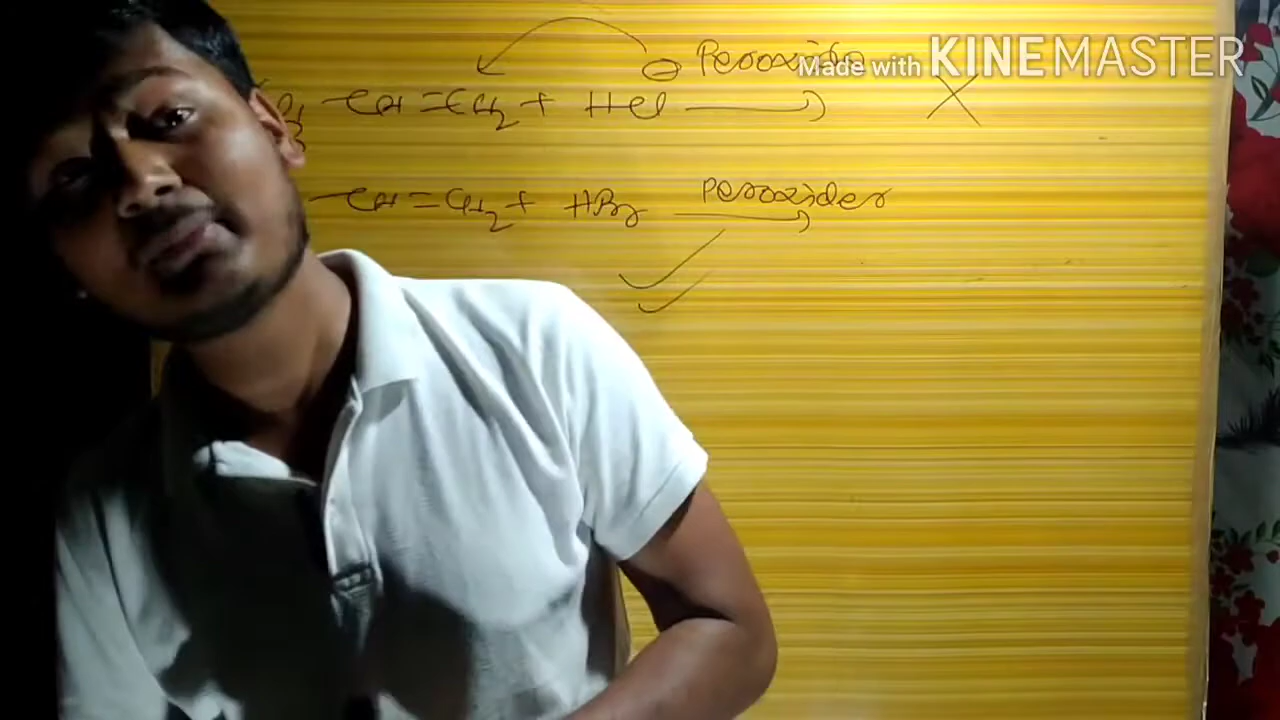 Made with KINEMASTER
⊖ Peroxide
-CH=CH₂ + HCl ⟶ X
-CH=CH₂ + HBr Peroxides ⟶